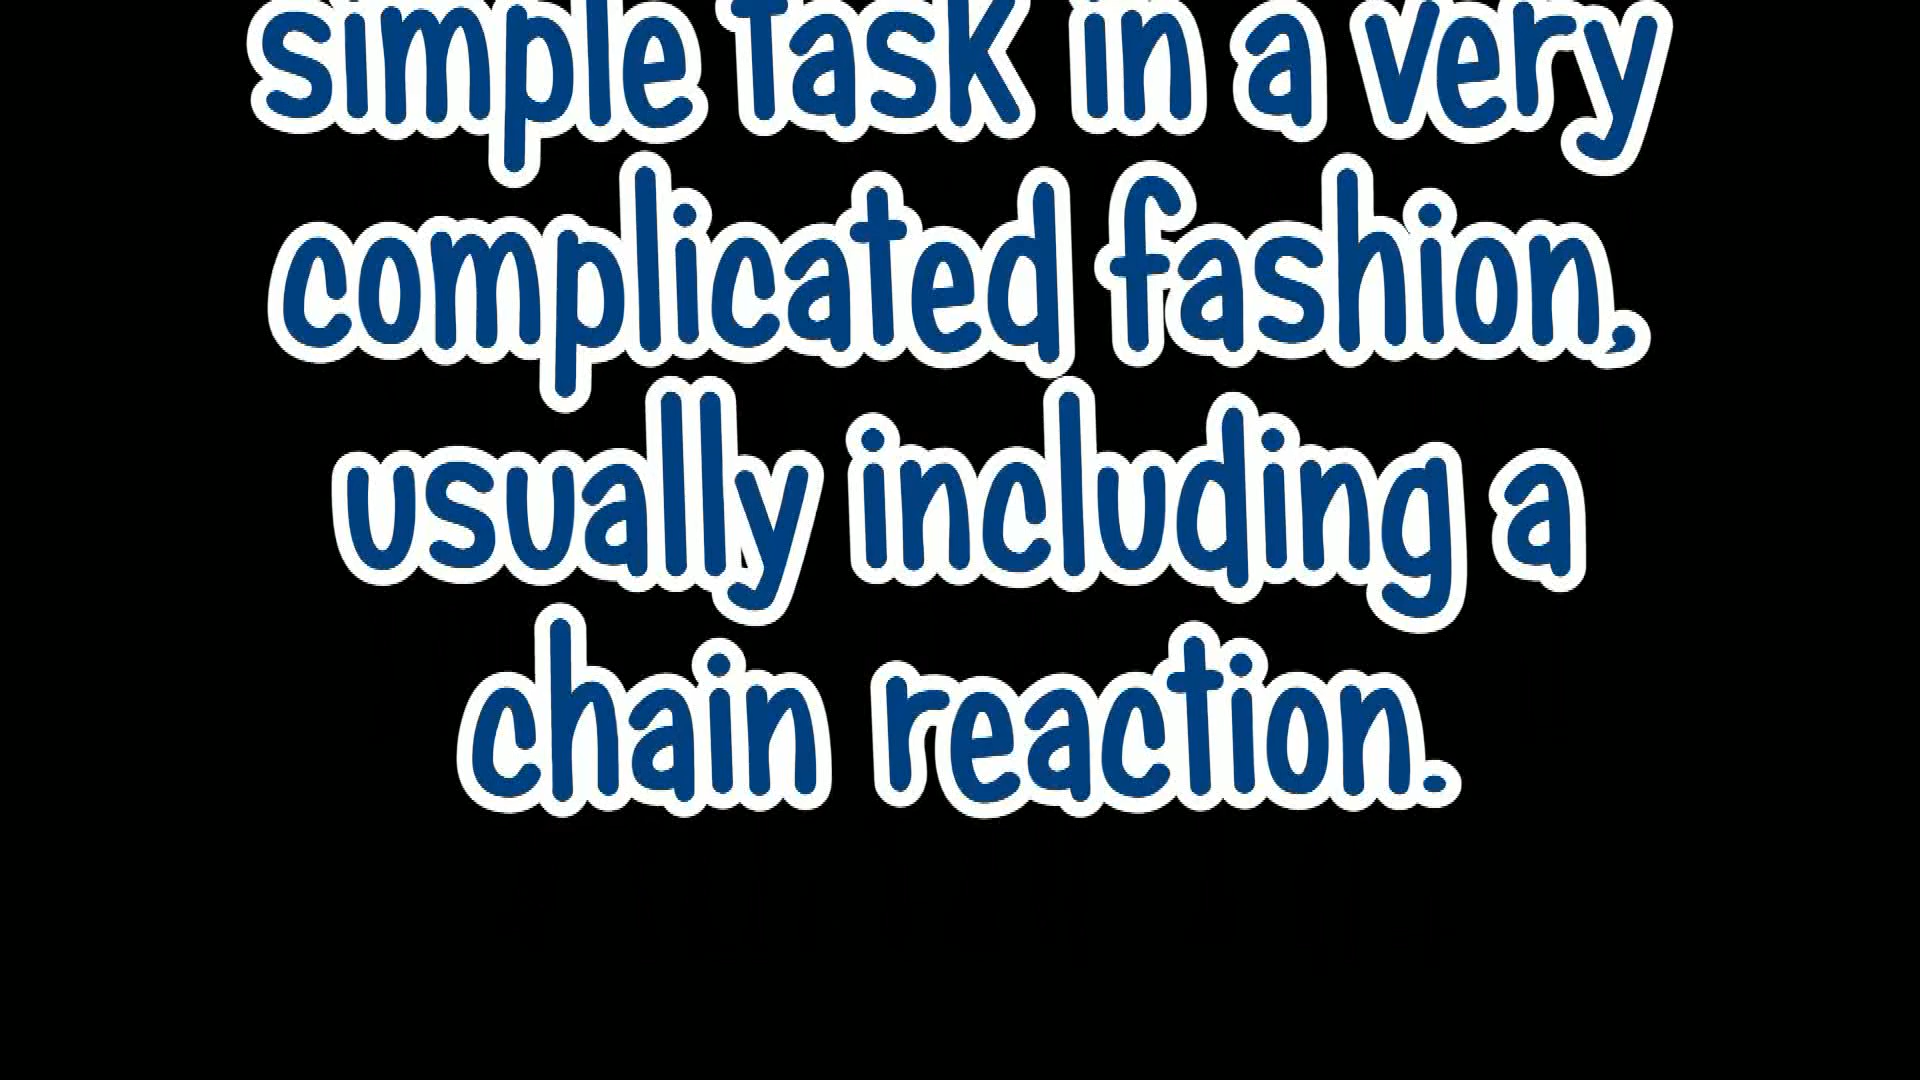 simple task in a very
complicated fashion,
usually including a
chain reaction.